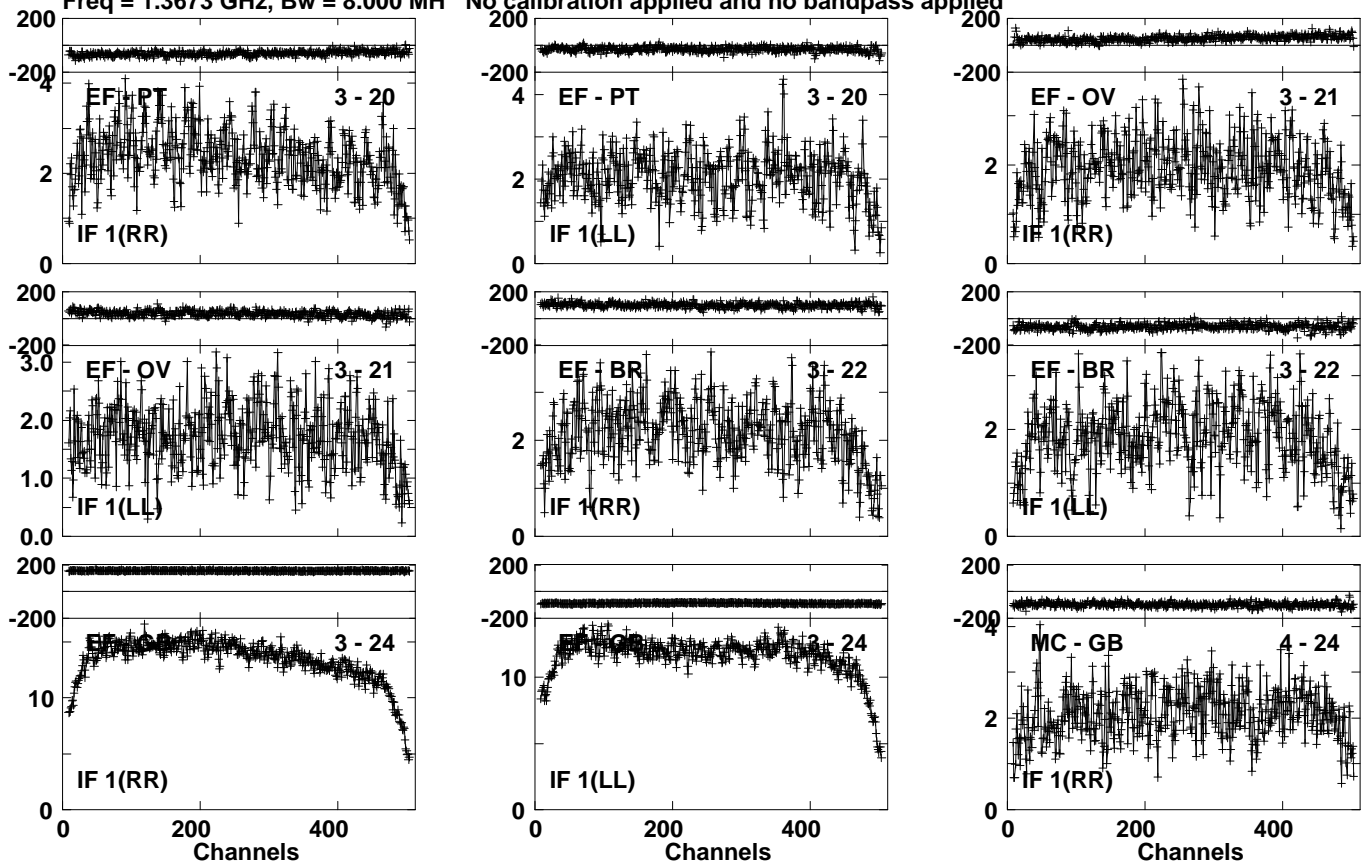 Freq = 1.3673 GHz, Bw = 8.000 MH No calibration applied and no bandpass applied
200 200 200
-200 -200 -200
4 EF - PT 3 - 20 4 EF - PT 3 - 20 EF - OV 3 - 21
2 2 2
IF 1(RR) IF 1(LL) IF 1(RR)
0 0 0
200 200 200
-200 -200 -200
3.0 EF - OV 3 - 21 EF - BR 3 - 22 EF - BR 3 - 22
2.0 2 2
1.0
IF 1(LL) IF 1(RR) IF 1(LL)
0.0 0 0
200 200 200
-200 -200 -200
EF - GB 3 - 24 EF - GB 3 - 24 4 MC - GB 4 - 24
10 10 2
IF 1(RR) IF 1(LL) IF 1(RR)
0 0 0
0 200 400 0 200 400 0 200 400
Channels Channels Channels